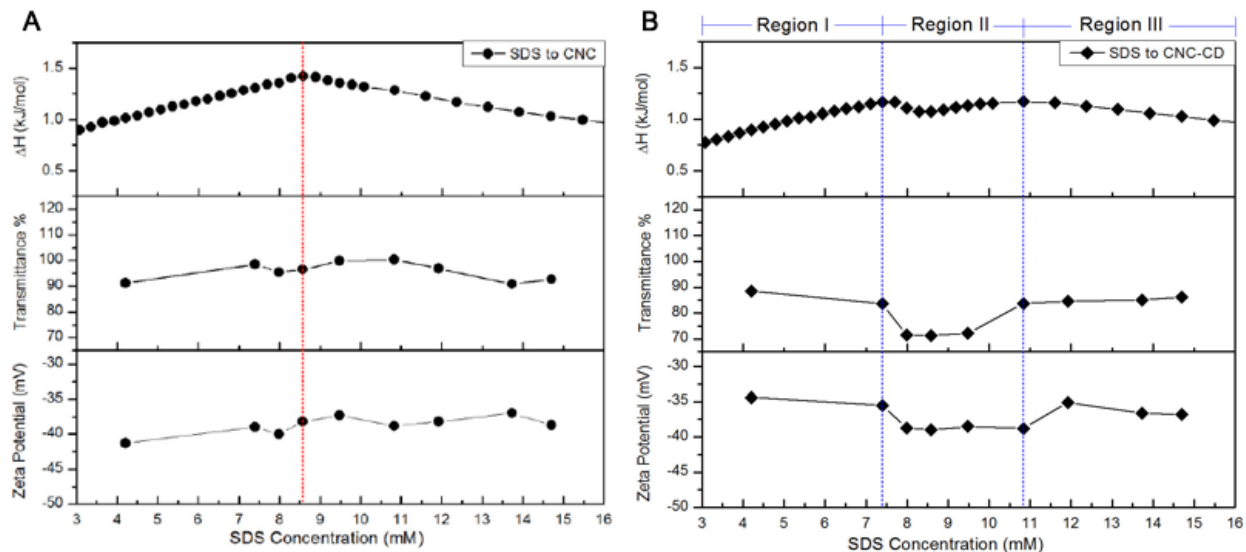 A
SDS to CNC
ΔH (kJ/mol)
1.5
1.0
0.5
Transmittance %
120
110
100
90
80
70
Zeta Potential (mV)
-30
-35
-40
-45
-50
3 4 5 6 7 8 9 10 11 12 13 14 15 16
SDS Concentration (mM)
B
Region I Region II Region III
SDS to CNC-CD
ΔH (kJ/mol)
1.5
1.0
0.5
Transmittance %
120
110
100
90
80
70
Zeta Potential (mV)
-30
-35
-40
-45
-50
3 4 5 6 7 8 9 10 11 12 13 14 15 16
SDS Concentration (mM)